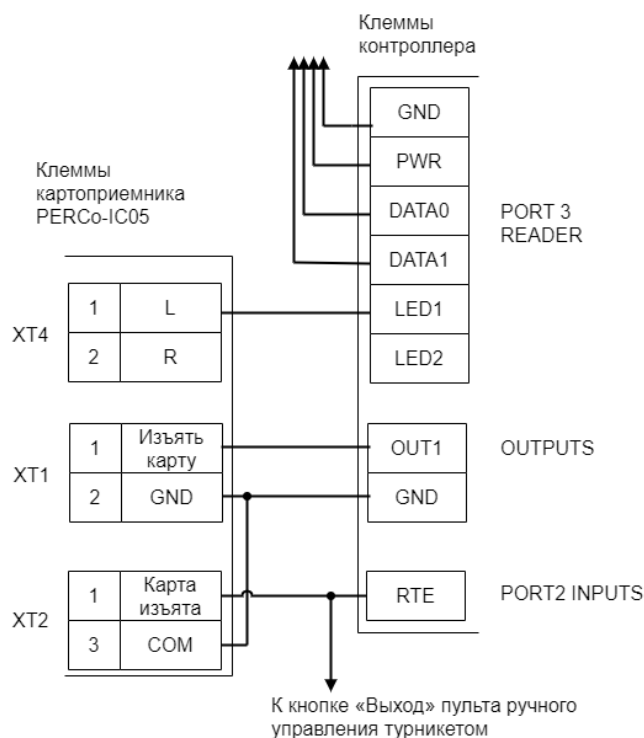 Клеммы
контроллера
GND
PWR
DATA0
DATA1
LED1
LED2
PORT 3
READER
Клеммы
картоприемника
PERCo-IC05
XT4
1 L
2 R
XT1
1 Изъять
карту
2 GND
OUT1
GND
OUTPUTS
XT2
1 Карта
изъята
3 COM
RTE
PORT2 INPUTS
К кнопке «Выход» пульта ручного
управления турникетом